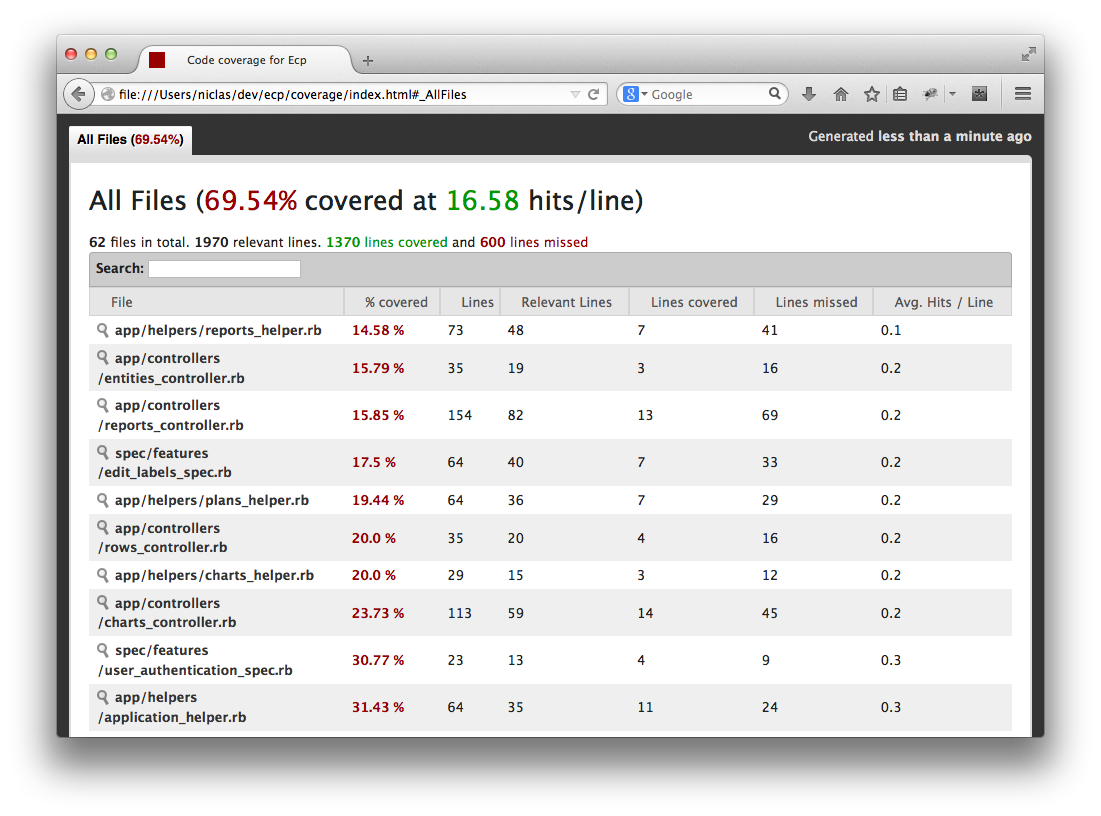 Code coverage for Ecp
file:///Users/niclas/dev/ecp/coverage/index.html#_AllFiles
Google
All Files (69.54%)
Generated less than a minute ago
All Files (69.54% covered at 16.58 hits/line)
62 files in total. 1970 relevant lines. 1370 lines covered and 600 lines missed
Search:
File % covered Lines Relevant Lines Lines covered Lines missed Avg. Hits / Line
app/helpers/reports_helper.rb 14.58 % 73 48 7 41 0.1
app/controllers
/entities_controller.rb 15.79 % 35 19 3 16 0.2
app/controllers
/reports_controller.rb 15.85 % 154 82 13 69 0.2
spec/features
/edit_labels_spec.rb 17.5 % 64 40 7 33 0.2
app/helpers/plans_helper.rb 19.44 % 64 36 7 29 0.2
app/controllers
/rows_controller.rb 20.0 % 35 20 4 16 0.2
app/helpers/charts_helper.rb 20.0 % 29 15 3 12 0.2
app/controllers
/charts_controller.rb 23.73 % 113 59 14 45 0.2
spec/features
/user_authentication_spec.rb 30.77 % 23 13 4 9 0.3
app/helpers
/application_helper.rb 31.43 % 64 35 11 24 0.3